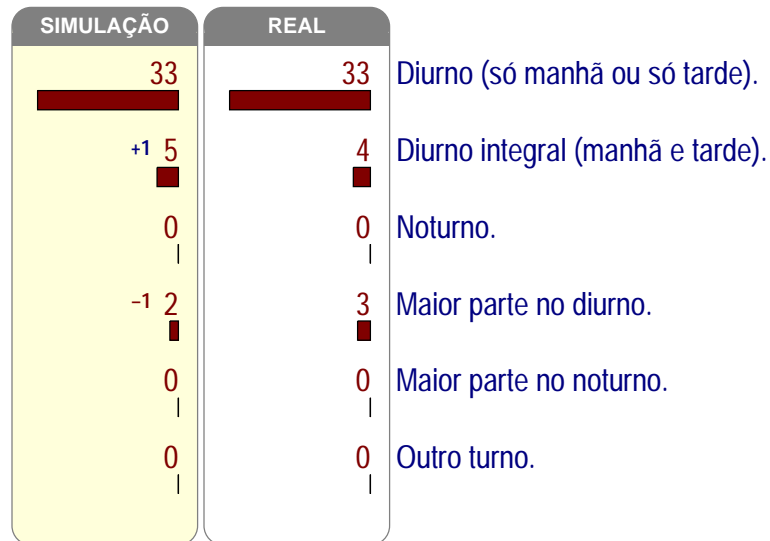 SIMULAÇÃO REAL
33 33 Diurno (só manhã ou só tarde).
+1 5 4 Diurno integral (manhã e tarde).
0 0 Noturno.
−1 2 3 Maior parte no diurno.
0 0 Maior parte no noturno.
0 0 Outro turno.